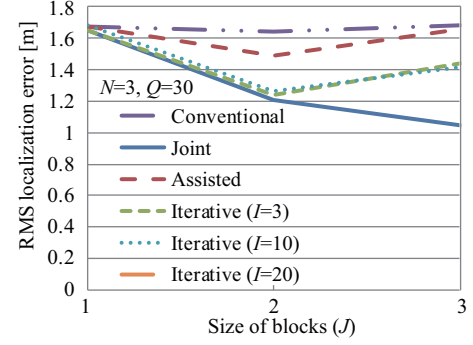 RMS localization error [m]
1.8
1.6
1.4
1.2
1
0.8
0.6
0.4
0.2
0
N=3, Q=30
Conventional
Joint
Assisted
Iterative (I=3)
Iterative (I=10)
Iterative (I=20)
1 2 3
Size of blocks (J)